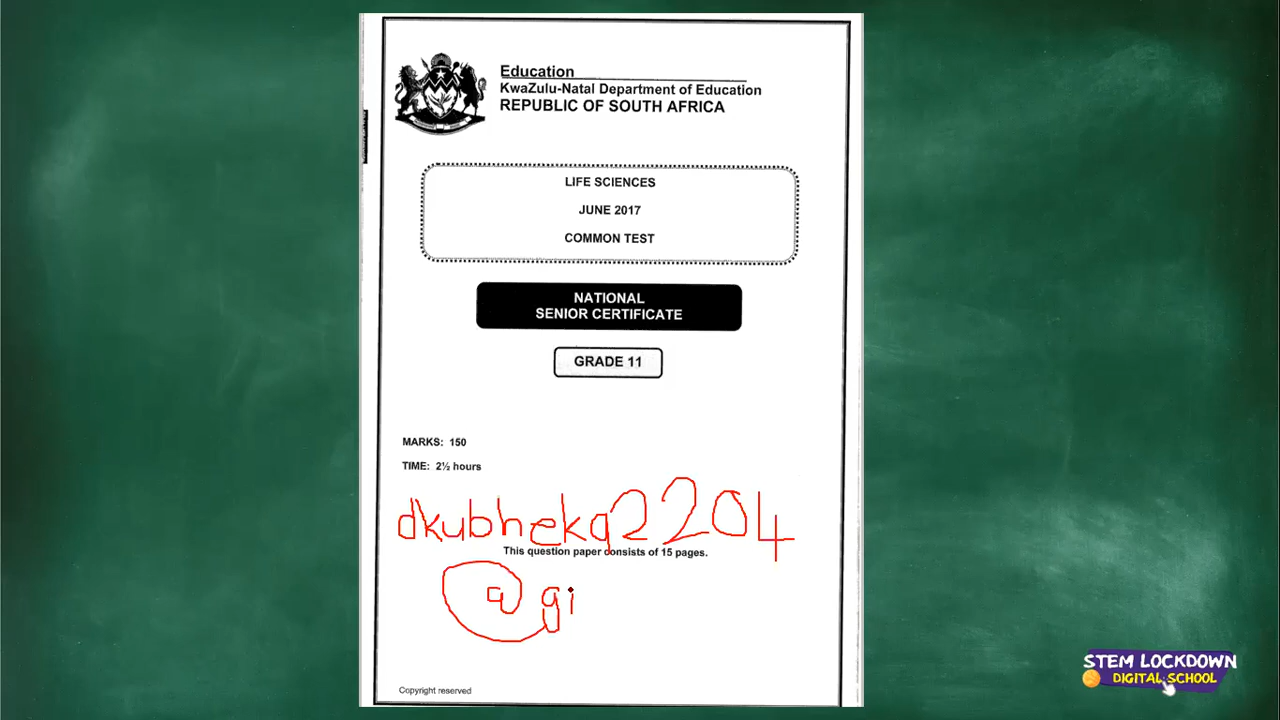 Education
KwaZulu-Natal Department of Education
REPUBLIC OF SOUTH AFRICA
LIFE SCIENCES
JUNE 2017
COMMON TEST
NATIONAL
SENIOR CERTIFICATE
GRADE 11
MARKS: 150
TIME: 2½ hours
dkubheka2204
This question paper consists of 15 pages.
@gi
Copyright reserved
STEM LOCKDOWN
DIGITAL SCHOOL